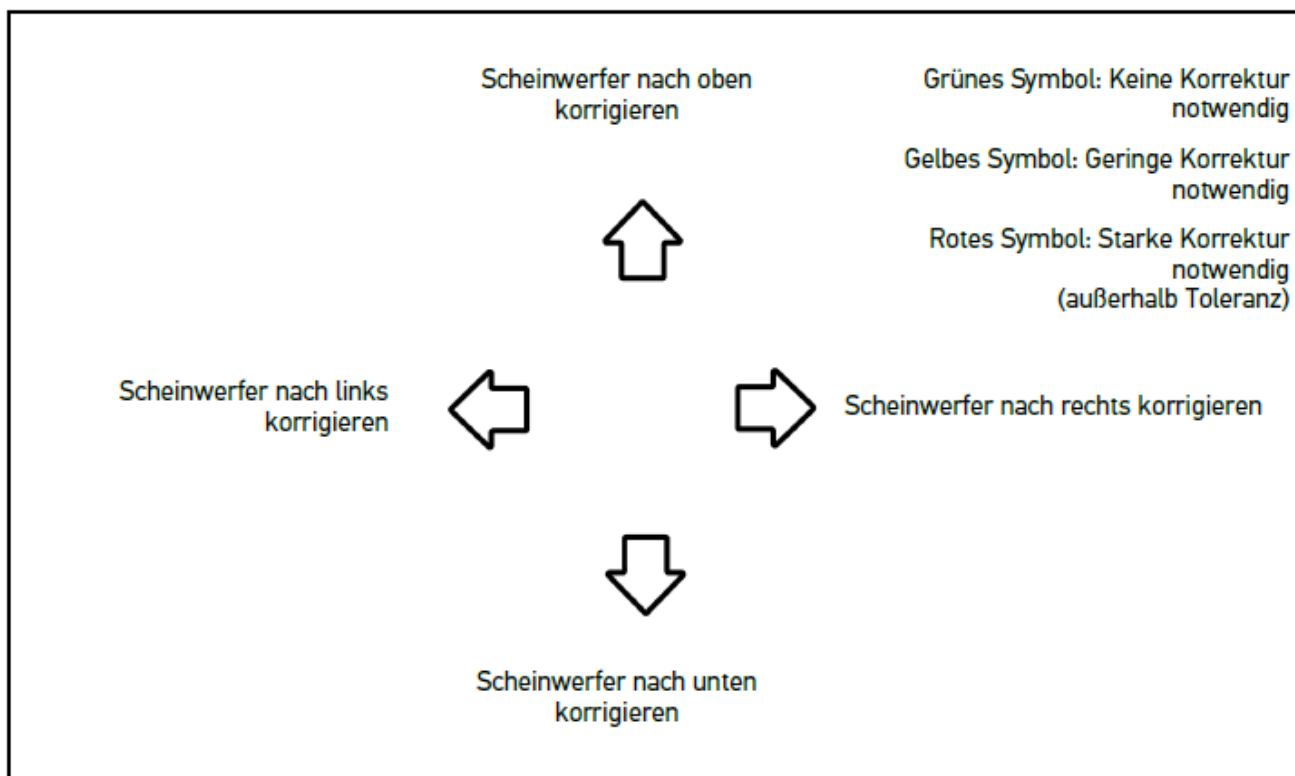 Scheinwerfer nach oben
korrigieren
Grünes Symbol: Keine Korrektur
notwendig
Gelbes Symbol: Geringe Korrektur
notwendig
Rotes Symbol: Starke Korrektur
notwendig
(außerhalb Toleranz)
Scheinwerfer nach links
korrigieren
Scheinwerfer nach rechts korrigieren
Scheinwerfer nach unten
korrigieren